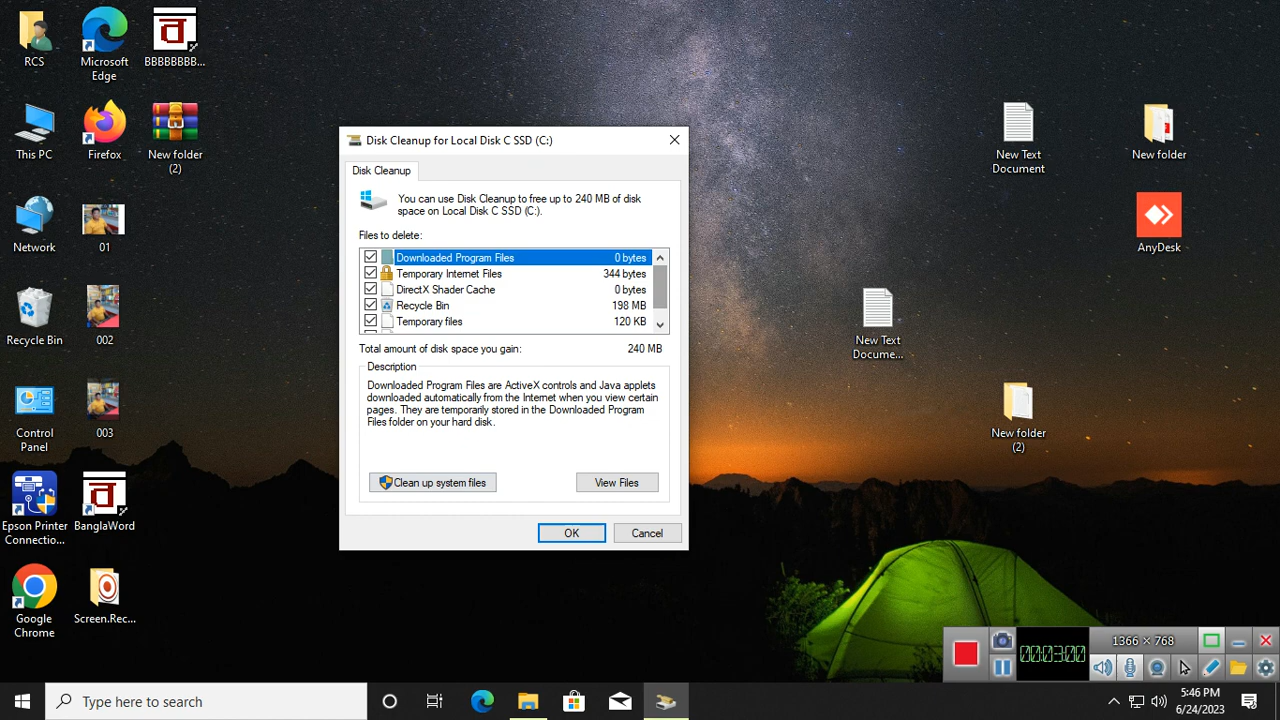 RCS
Microsoft
Edge
BBBBBBBB...
This PC
Firefox
New folder
(2)
Network
01
Recycle Bin
002
Control
Panel
003
Epson Printer
Connectio...
BanglaWord
Google
Chrome
Screen.Rec...
Disk Cleanup for Local Disk C SSD (C:)
Disk Cleanup
You can use Disk Cleanup to free up to 240 MB of disk
space on Local Disk C SSD (C:).
Files to delete:
Downloaded Program Files 0 bytes
Temporary Internet Files 344 bytes
DirectX Shader Cache 0 bytes
Recycle Bin 198 MB
Temporary files 120 KB
Total amount of disk space you gain: 240 MB
Description
Downloaded Program Files are ActiveX controls and Java applets
downloaded automatically from the Internet when you view certain
pages. They are temporarily stored in the Downloaded Program
Files folder on your hard disk.
Clean up system files
View Files
OK
Cancel
New Text
Document
New folder
AnyDesk
New Text
Docume...
New folder
(2)
1366 × 768
00:03:00
Type here to search
5:46 PM
6/24/2023